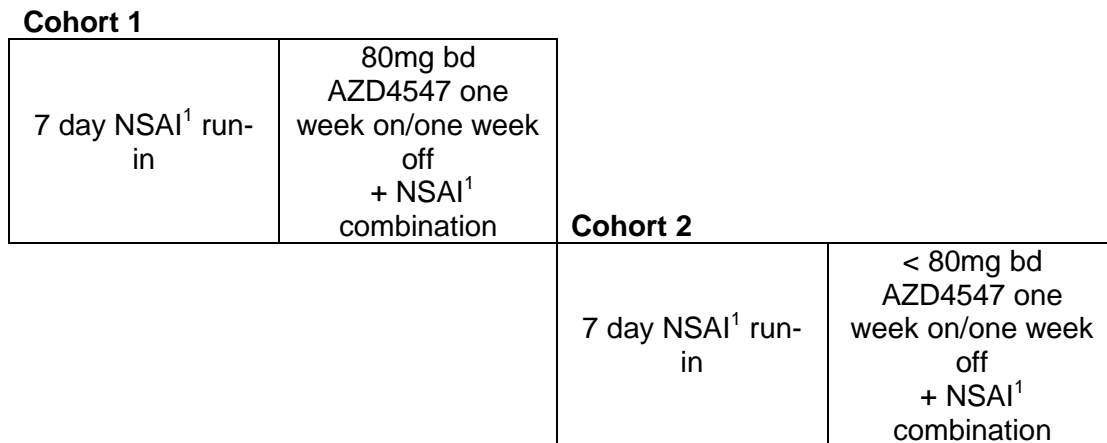 Cohort 1
7 day NSAI¹ run-
in
80mg bd
AZD4547 one
week on/one week
off
+ NSAI¹
combination
Cohort 2
7 day NSAI¹ run-
in
< 80mg bd
AZD4547 one
week on/one week
off
+ NSAI¹
combination